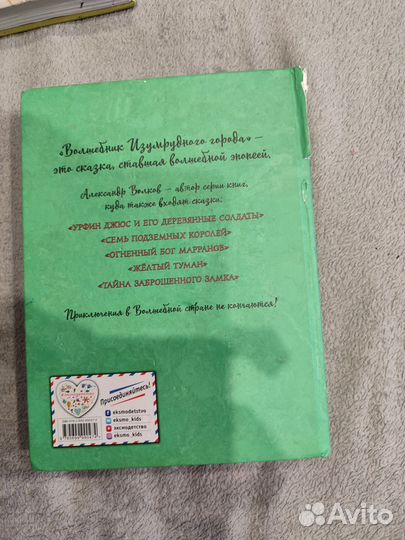 «Волшебник Изумрудного города» —
это сказка, ставшая волшебной эпопеей.
Александр Волков — автор серии книг,
куда также входят сказки:
«УРФИН ДЖЮС И ЕГО ДЕРЕВЯННЫЕ СОЛДАТЫ»
«СЕМЬ ПОДЗЕМНЫХ КОРОЛЕЙ»
«ОГНЕННЫЙ БОГ МАРРАНОВ»
«ЖЁЛТЫЙ ТУМАН»
«ТАЙНА ЗАБРОШЕННОГО ЗАМКА»
Приключения в Волшебной стране не кончаются!
Присоединяйтесь!
eksmodetstvo
eksmo_kids
эксмодетство
eksmo_kids
Avito